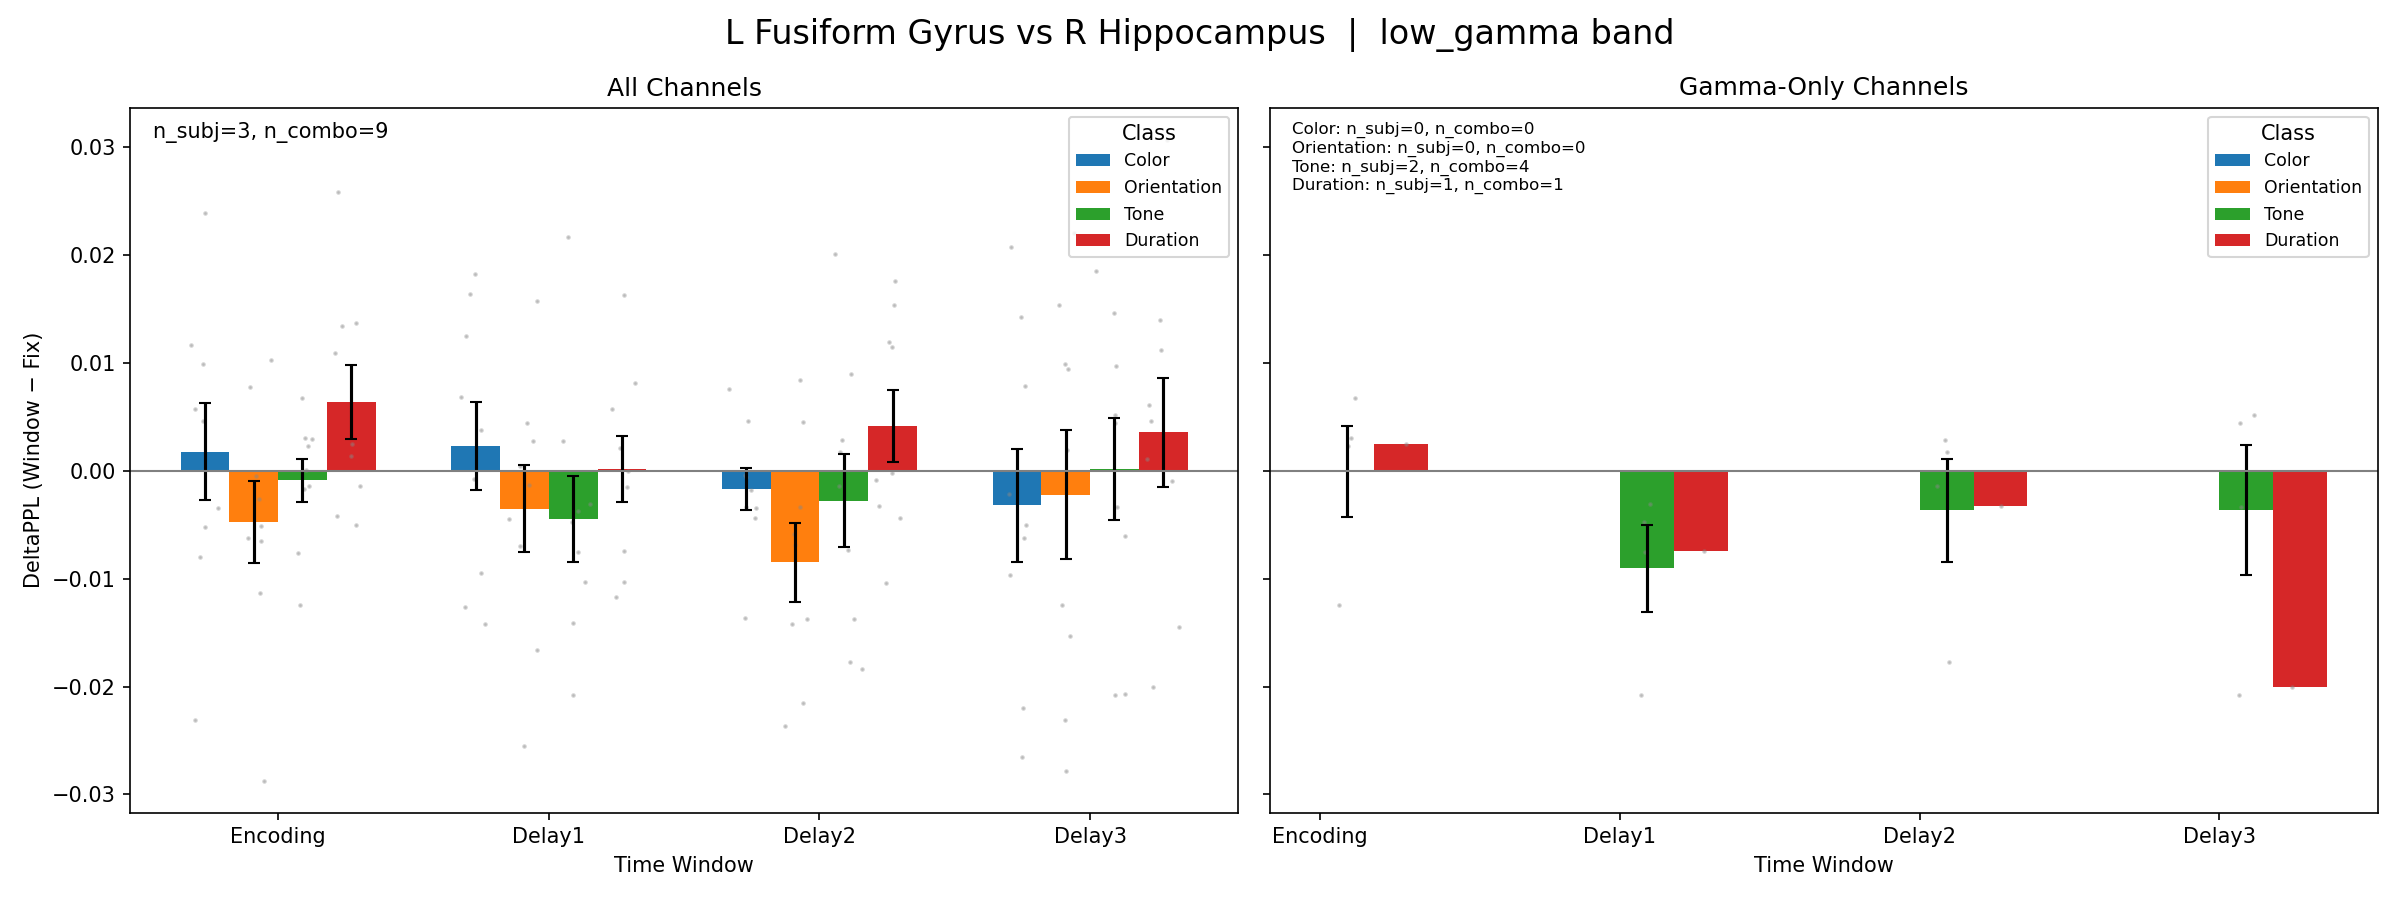 L Fusiform Gyrus vs R Hippocampus | low_gamma band
All Channels
n_subj=3, n_combo=9
Class
Color
Orientation
Tone
Duration
DeltaPPL (Window − Fix)
0.03
0.02
0.01
0.00
−0.01
−0.02
−0.03
Encoding
Delay1
Delay2
Delay3
Time Window
Gamma-Only Channels
Color: n_subj=0, n_combo=0
Orientation: n_subj=0, n_combo=0
Tone: n_subj=2, n_combo=4
Duration: n_subj=1, n_combo=1
Class
Color
Orientation
Tone
Duration
Encoding
Delay1
Delay2
Delay3
Time Window